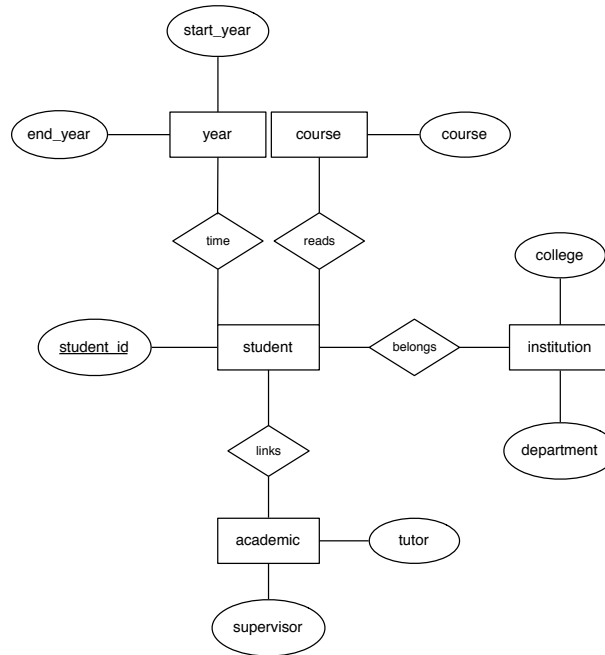 start_year
end_year
year
course
course
time
reads
college
student_id
student
belongs
institution
links
department
academic
tutor
supervisor